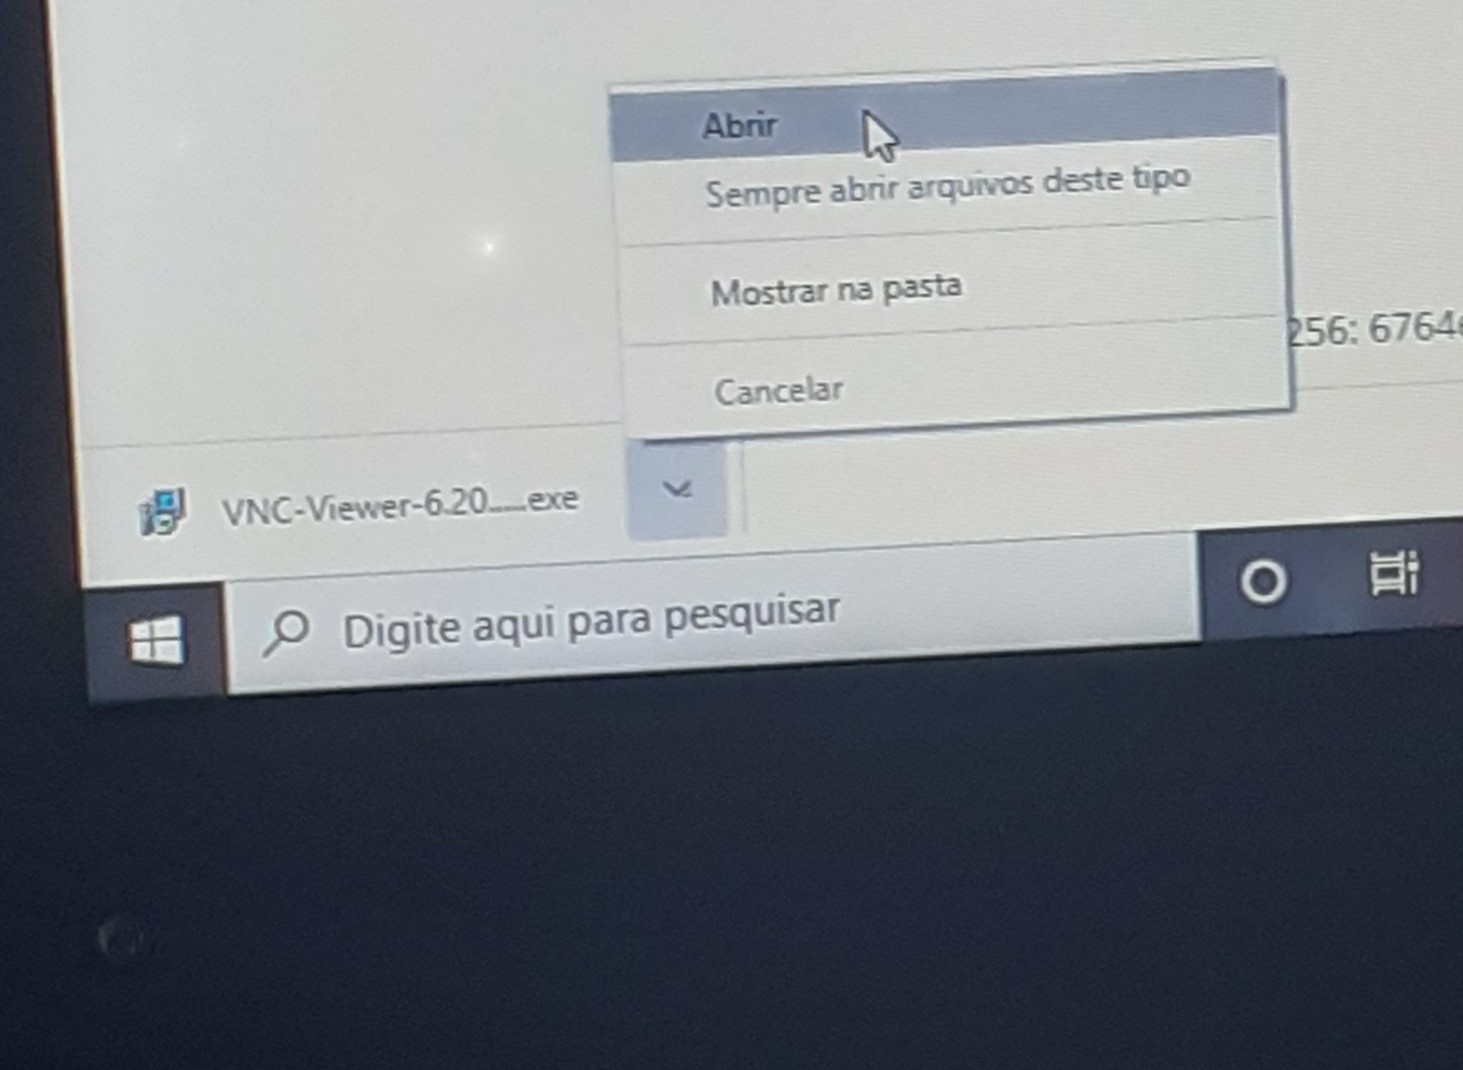 Abrir
Sempre abrir arquivos deste tipo
Mostrar na pasta
256: 6764
Cancelar
VNC-Viewer-6.20.....exe
Digite aqui para pesquisar